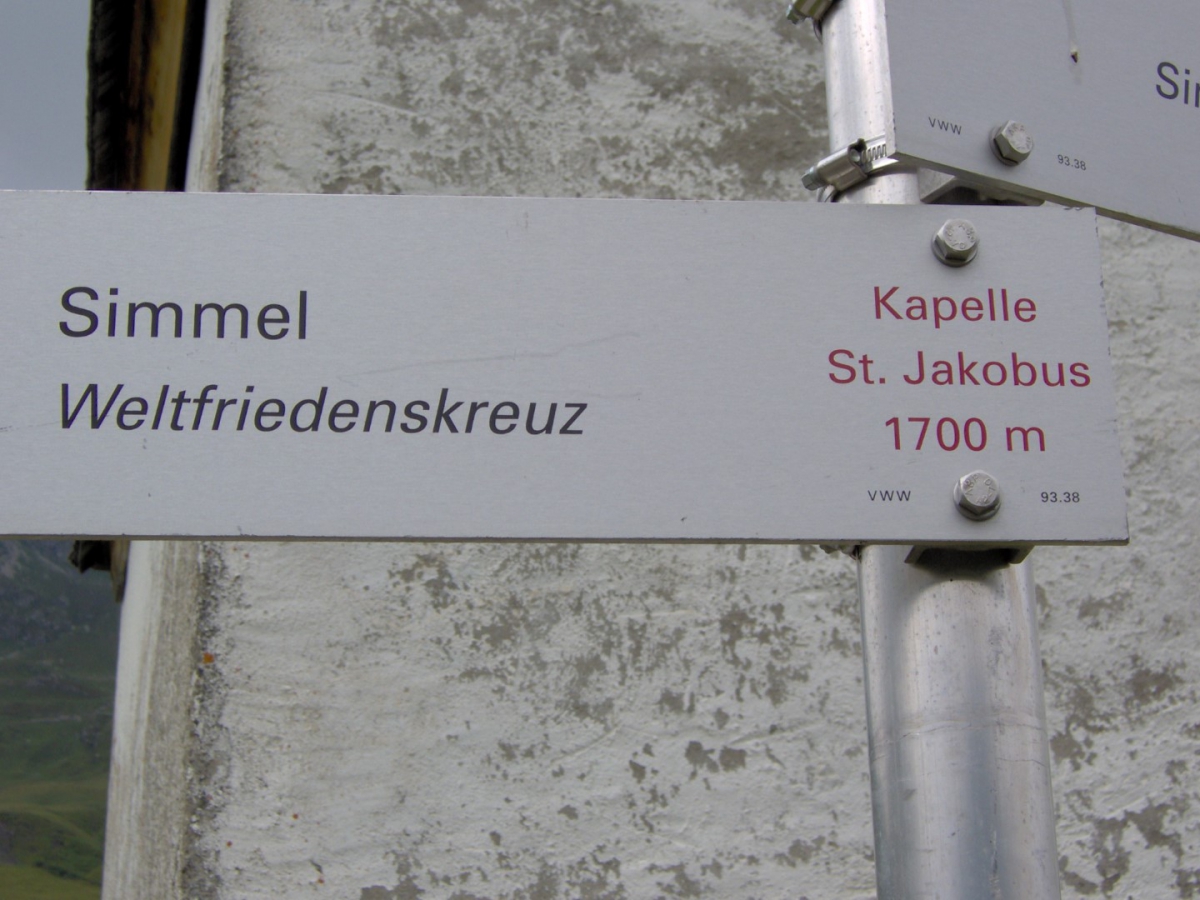 VWW
93.38
Simmel
Weltfriedenskreuz
Kapelle
St. Jakobus
1700 m
VWW
93.38